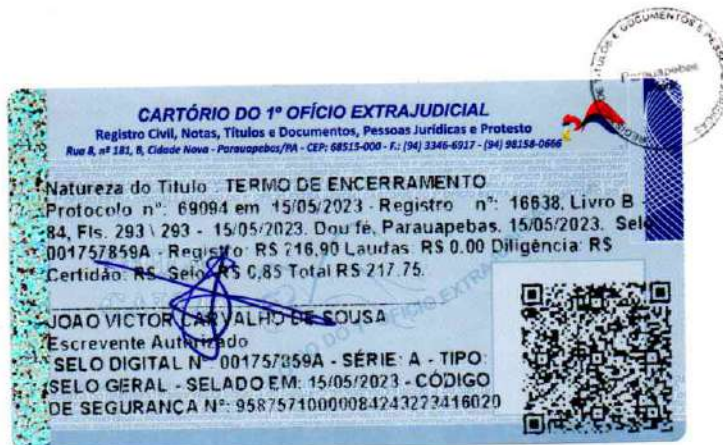 CARTÓRIO DO 1º OFÍCIO EXTRAJUDICIAL
Registro Civil, Notas, Títulos e Documentos, Pessoas Jurídicas e Protesto
Rua 8, nº 181, B, Cidade Nova - Parauapebas/PA - CEP: 68515-000 - F.: (94) 3346-6917 - (94) 98158-0666
Parauapebas
Natureza do Titulo : TERMO DE ENCERRAMENTO
Protocolo nº: 69094 em 15/05/2023 - Registro nº: 16638, Livro B -
84, Fls. 293 \ 293 - 15/05/2023. Dou fé, Parauapebas, 15/05/2023. Selo
001757859A - Registro: R$ 216,90 Laudas: R$ 0.00 Diligência: R$
Certidão: R$ Selo: R$ 0,85 Total R$ 217.75.
JOAO VICTOR CARVALHO DE SOUSA
Escrevente Autorizado
SELO DIGITAL Nº 001757859A - SÉRIE: A - TIPO:
SELO GERAL - SELADO EM: 15/05/2023 - CÓDIGO
DE SEGURANÇA Nº: 95875710000084243223416020